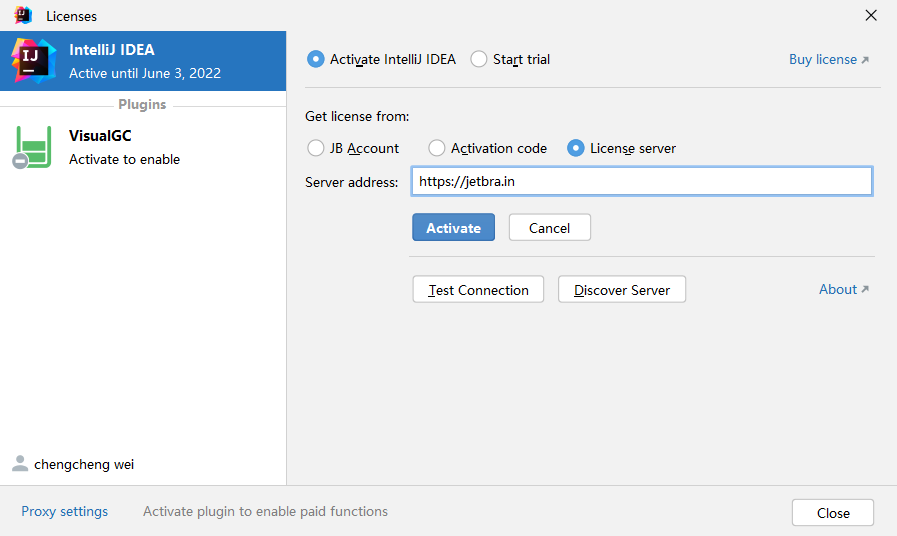 Licenses
IJ
IntelliJ IDEA
Active until June 3, 2022
Plugins
VisualGC
Activate to enable
chengcheng wei
Activate IntelliJ IDEA Start trial Buy license
Get license from:
JB Account Activation code License server
Server address: https://jetbra.in
Activate Cancel
Test Connection Discover Server About
Proxy settings Activate plugin to enable paid functions Close